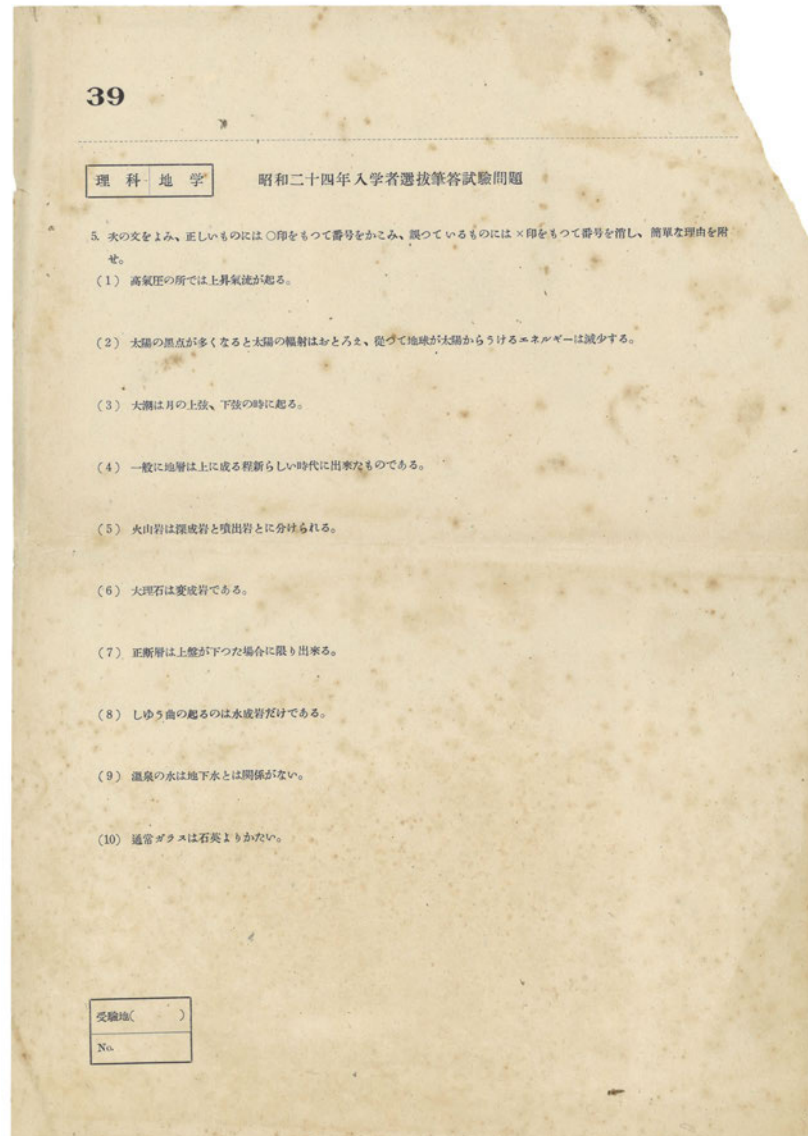 39
理科 地学
昭和二十四年入学者選抜筆答試驗問題
5. 次の文をよみ、正しいものには○印をもつて番号をかこみ、誤つているものには×印をもつて番号を消し、簡單な理由を附
せ。
(1) 高氣圧の所では上昇氣流が起る。
(2) 太陽の黒点が多くなると太陽の輻射はおとろえ、從つて地球が太陽からうけるエネルギーは減少する。
(3) 大潮は月の上弦、下弦の時に起る。
(4) 一般に地層は上に成る程新らしい時代に出來たものである。
(5) 火山岩は深成岩と噴出岩とに分けられる。
(6) 大理石は変成岩である。
(7) 正断層は上盤が下つた場合に限り出來る。
(8) しゆう曲の起るのは水成岩だけである。
(9) 温泉の水は地下水とは関係がない。
(10) 通常ガラスは石英よりかたい。
受驗地( )
No.